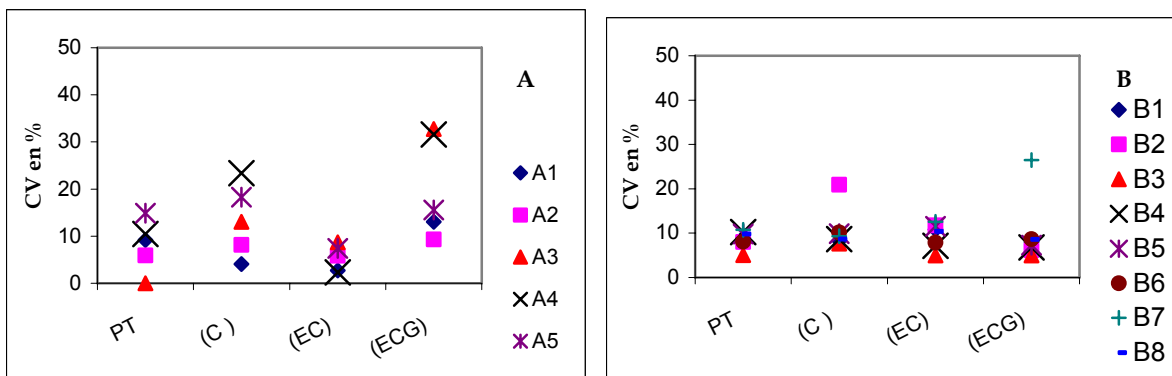 50
40
30
20
10
0
CV en %
PT
(C )
(EC)
(ECG)
A
A1
A2
A3
A4
A5
50
40
30
20
10
0
CV en %
PT
(C )
(EC)
(ECG)
B
B1
B2
B3
B4
B5
B6
B7
B8